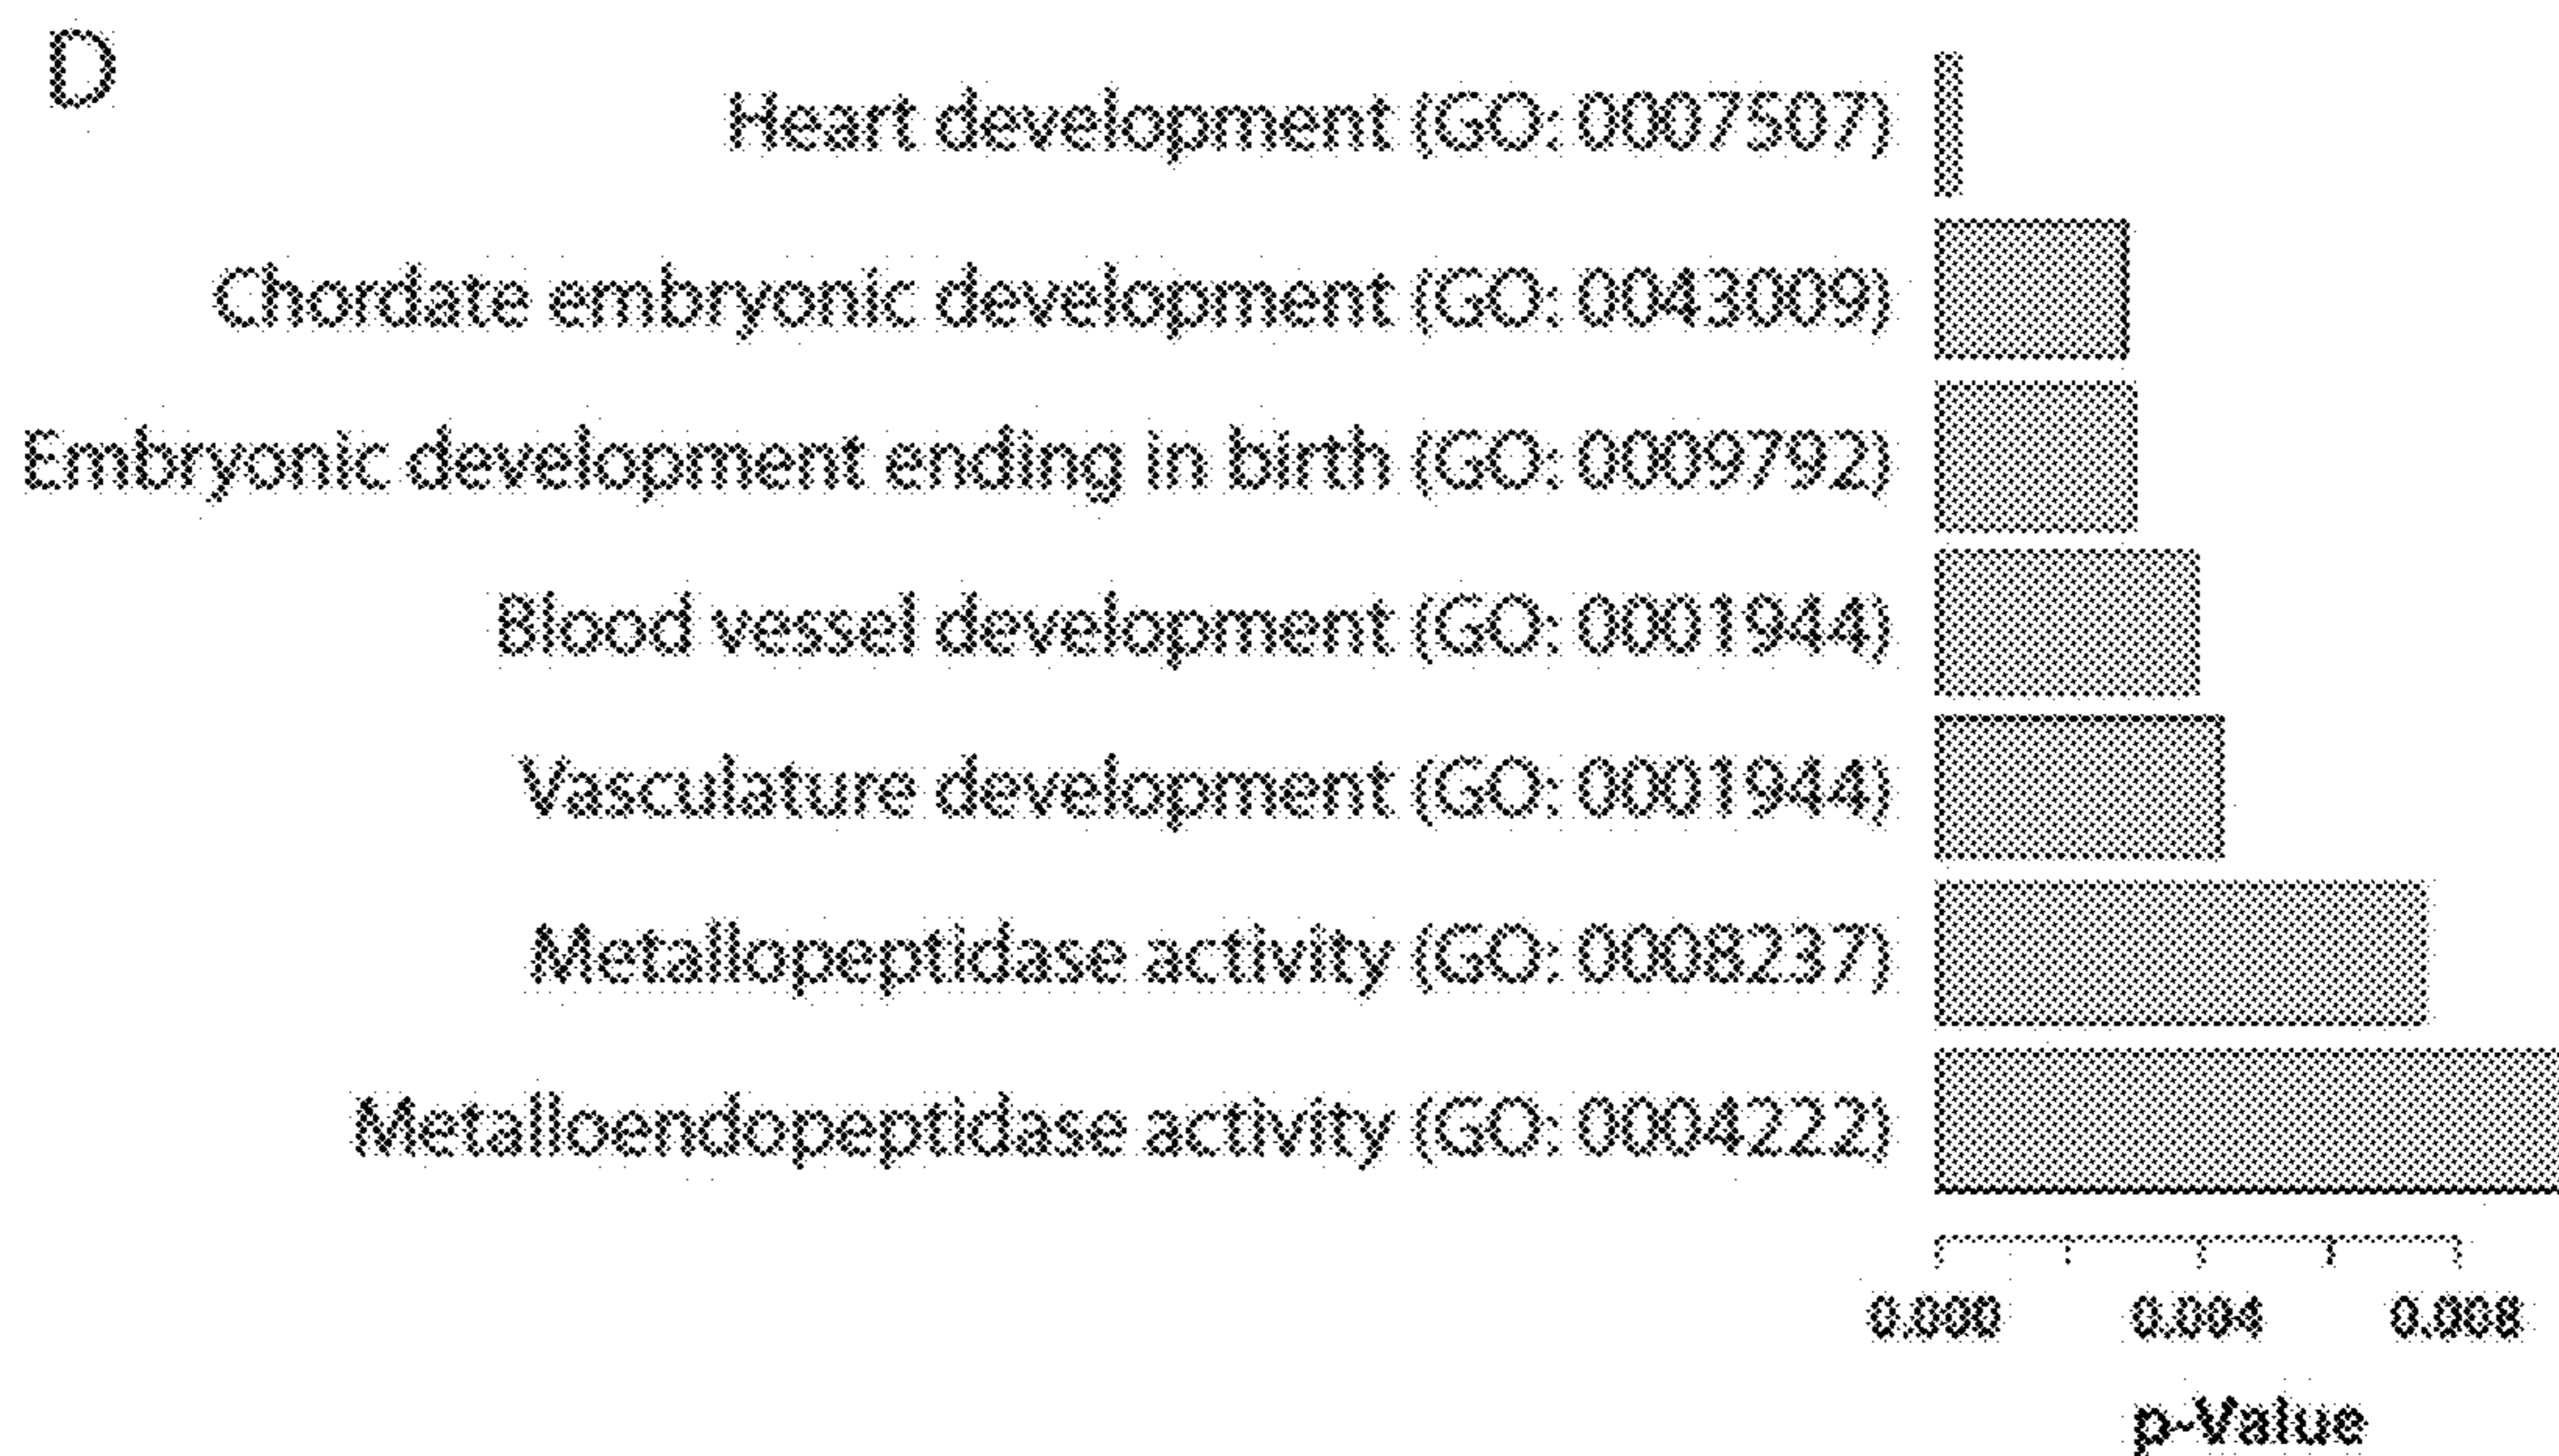 D
Heart development (GO: 0007507)
Chordate embryonic development (GO: 0043009)
Embryonic development ending in birth (GO: 0009792)
Blood vessel development (GO: 0001944)
Vasculature development (GO: 0001944)
Metallopeptidase activity (GO: 0008237)
Metalloendopeptidase activity (GO: 0004222)
0.000 0.004 0.008
p-Value